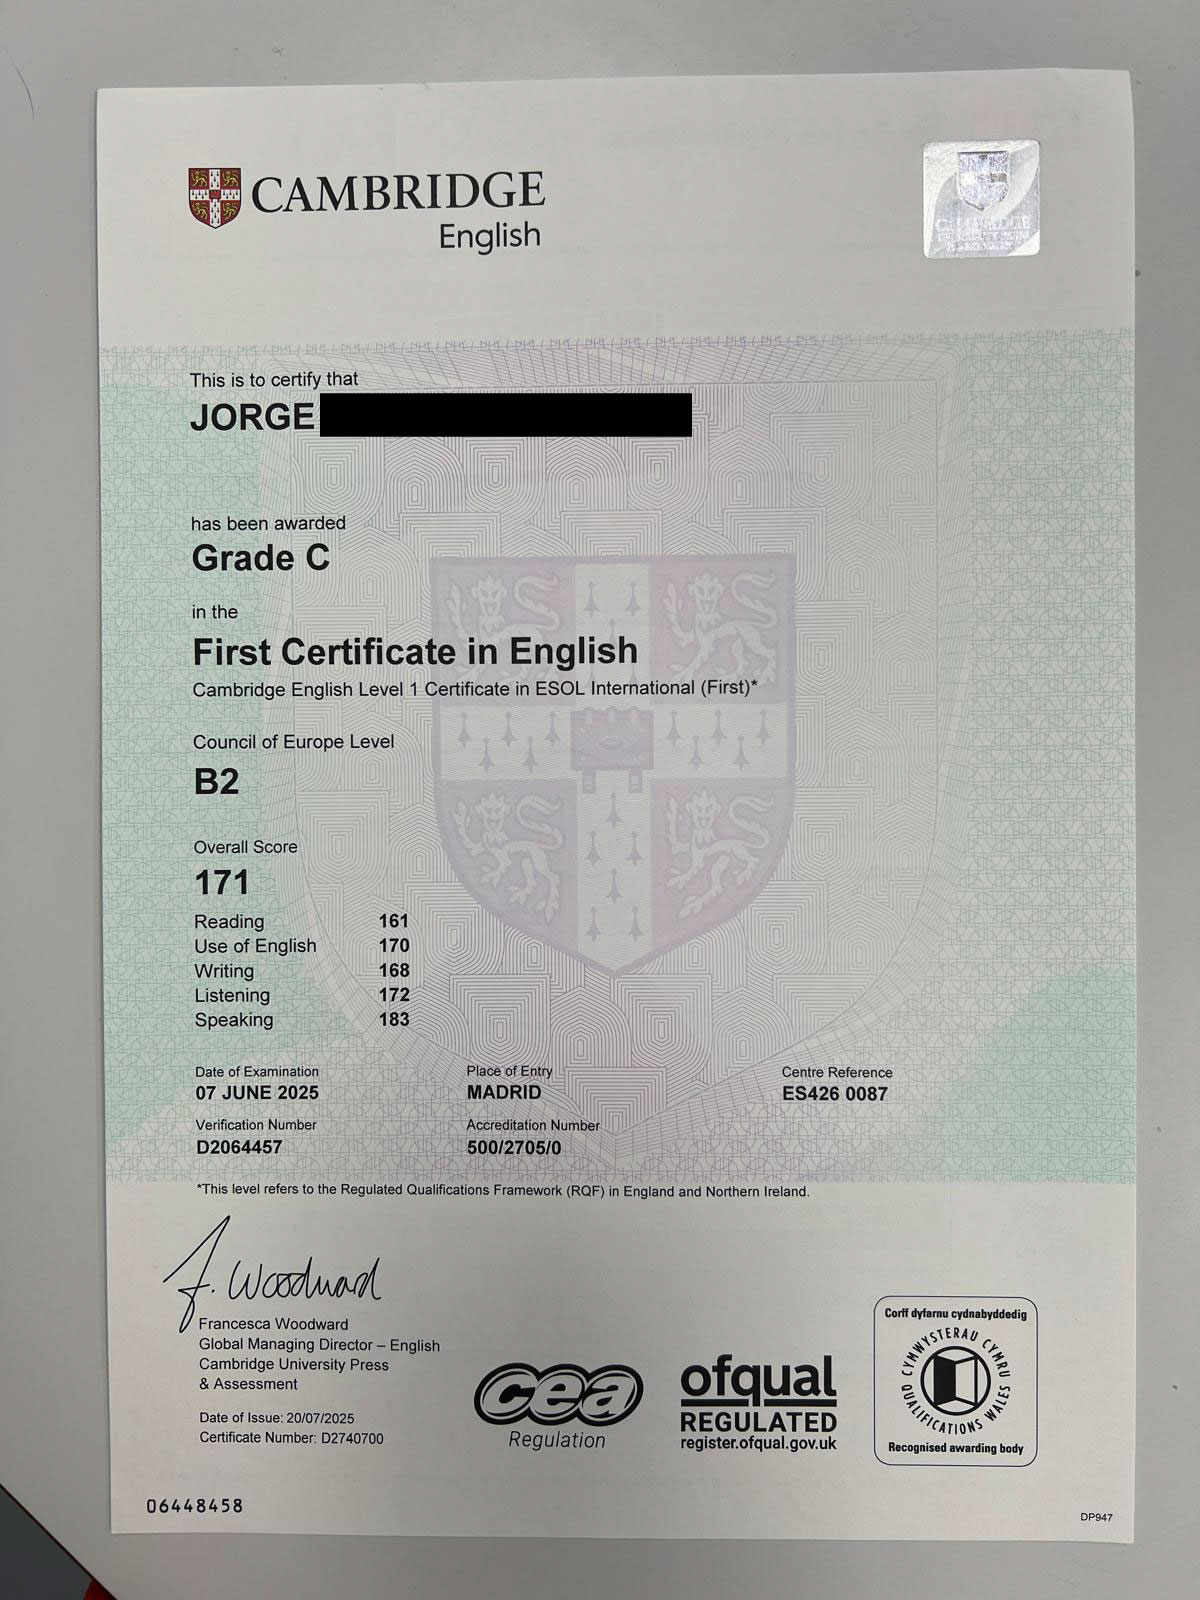 CAMBRIDGE
English
This is to certify that
JORGE
has been awarded
Grade C
in the
First Certificate in English
Cambridge English Level 1 Certificate in ESOL International (First)*
Council of Europe Level
B2
Overall Score
171
Reading 161
Use of English 170
Writing 168
Listening 172
Speaking 183
Date of Examination Place of Entry Centre Reference
07 JUNE 2025 MADRID ES426 0087
Verification Number Accreditation Number
D2064457 500/2705/0
*This level refers to the Regulated Qualifications Framework (RQF) in England and Northern Ireland.
F. Woodward
Francesca Woodward
Global Managing Director – English
Cambridge University Press
& Assessment
Date of Issue: 20/07/2025
Certificate Number: D2740700
cea
Regulation
ofqual
REGULATED
register.ofqual.gov.uk
Corff dyfarnu cydnabyddedig
CYMWYSTERAU CYMRU
QUALIFICATIONS WALES
Recognised awarding body
06448458
DP947